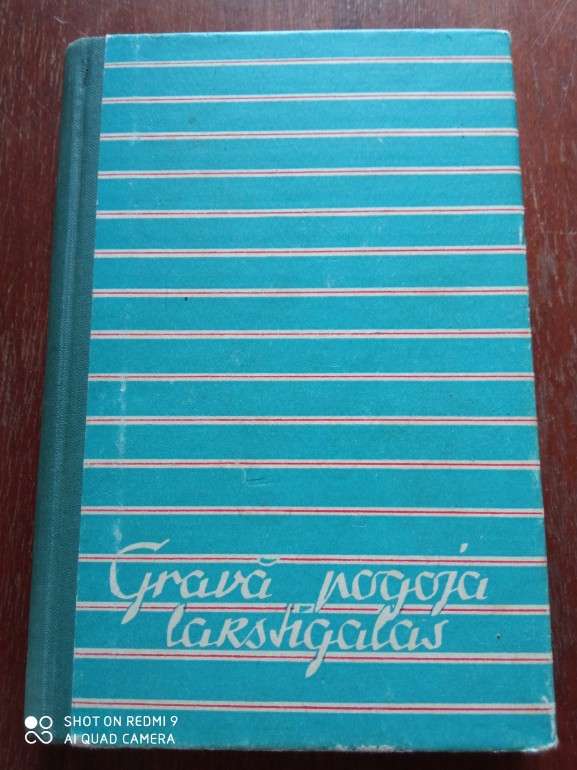 Gravā pogoja
lakstīgalas
SHOT ON REDMI 9
AI QUAD CAMERA